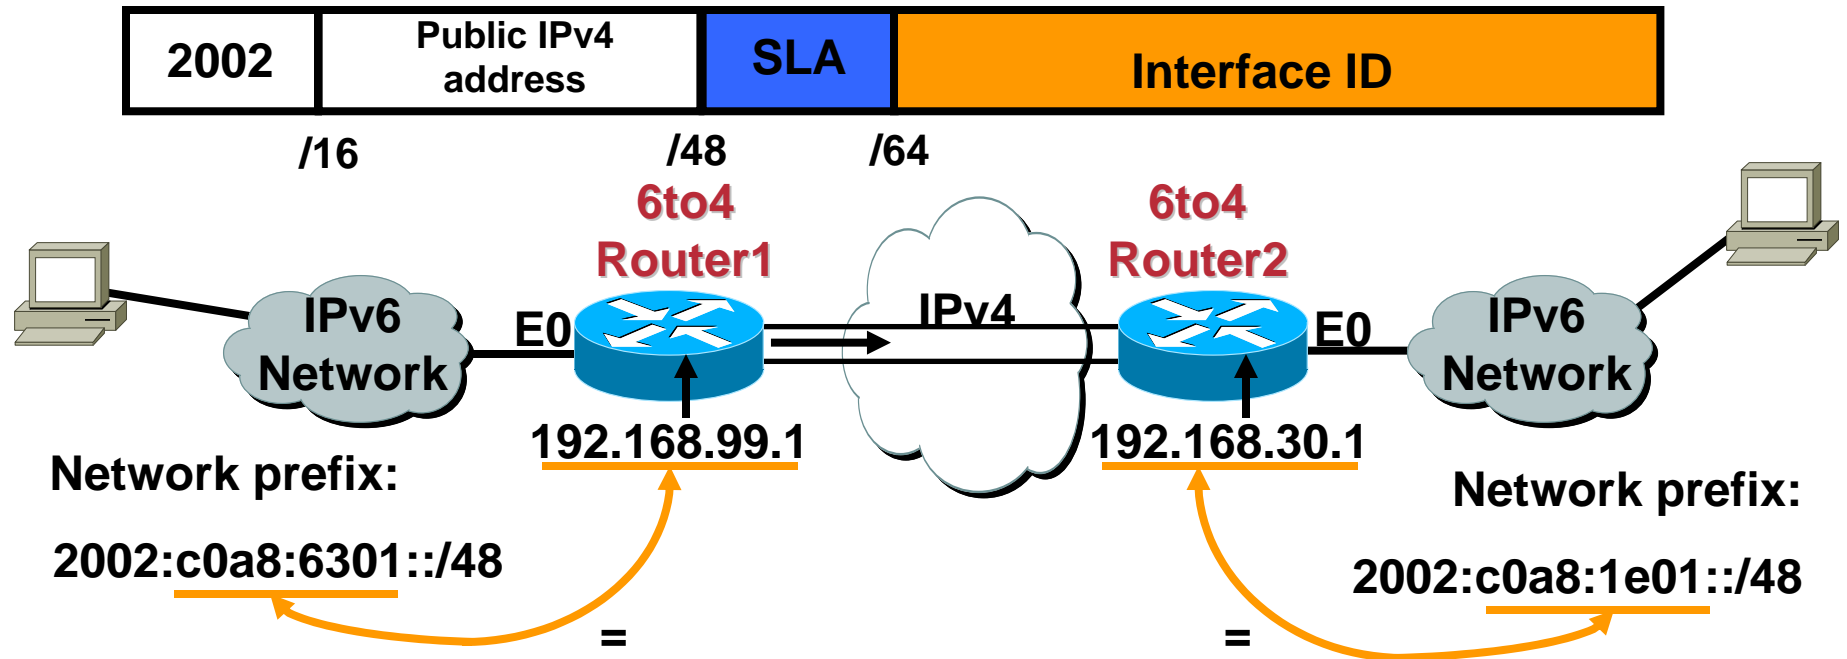 2002
Public IPv4
address
SLA
Interface ID
/16
/48
/64
6to4
Router1
6to4
Router2
IPv6
Network
E0
IPv4
E0
IPv6
Network
192.168.99.1
192.168.30.1
Network prefix:
2002:c0a8:6301::/48
Network prefix:
2002:c0a8:1e01::/48
=
=